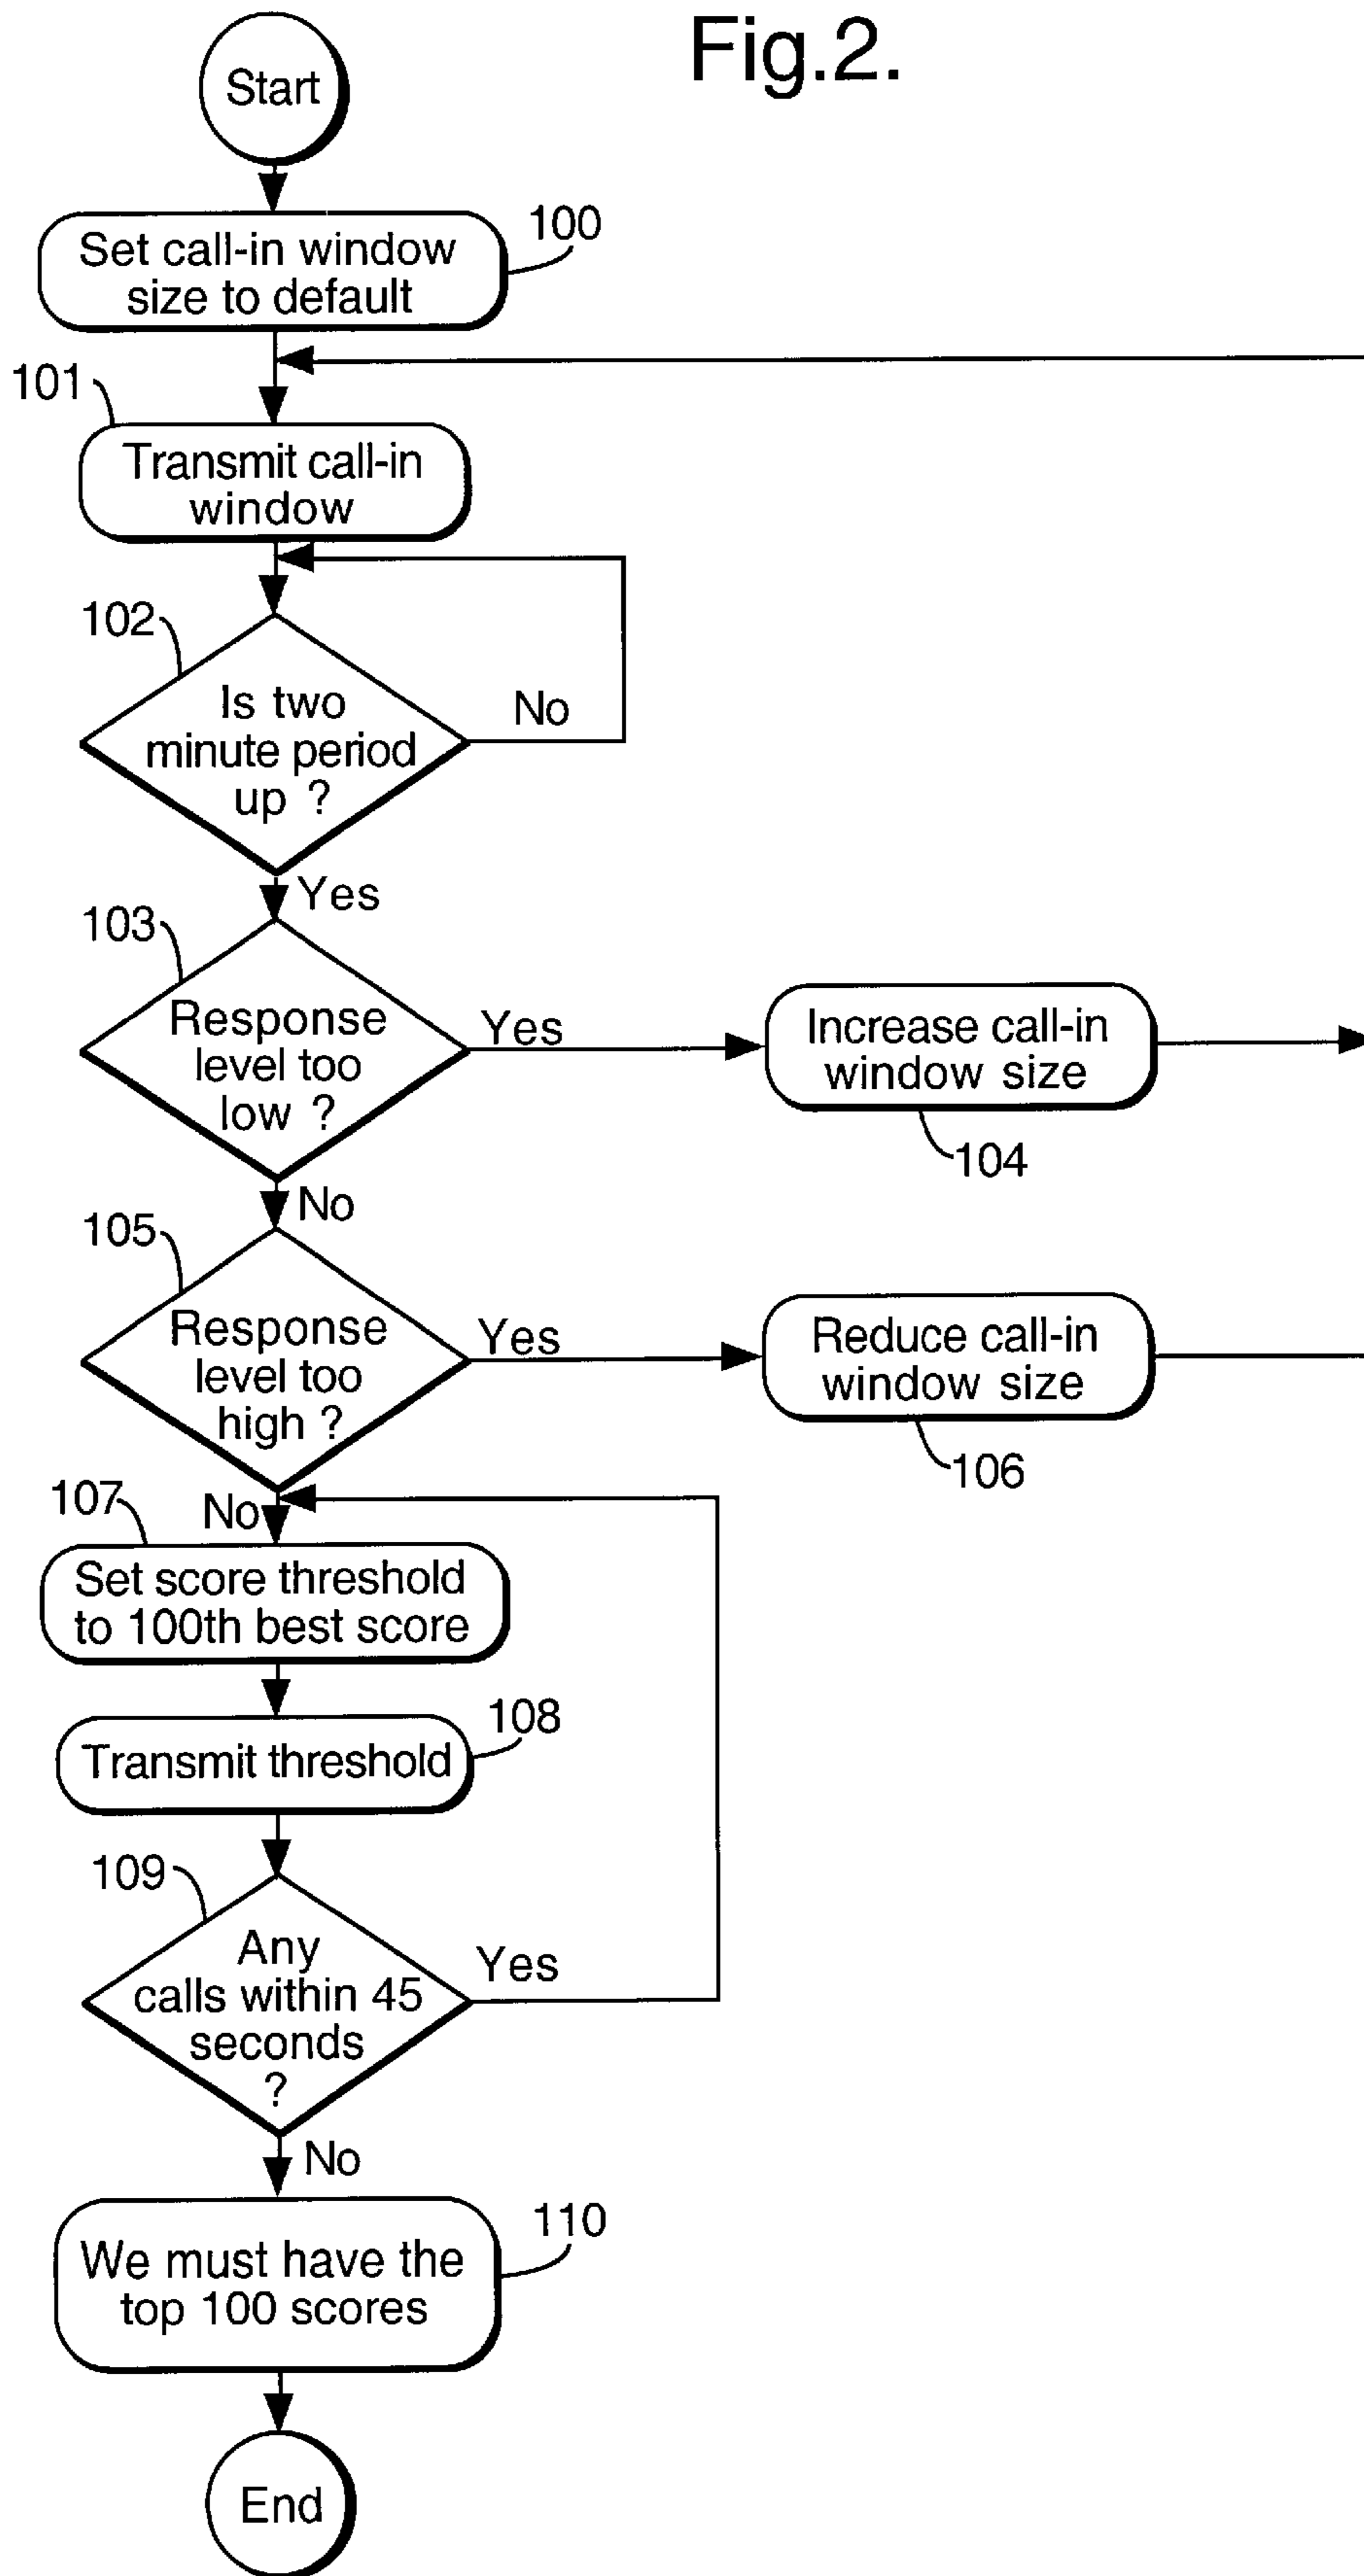 Fig.2.
Start
Set call-in window
size to default
100
101
Transmit call-in
window
102
Is two
minute period
up ?
No
Yes
103
Response
level too
low ?
Yes
Increase call-in
window size
104
No
105
Response
level too
high ?
Yes
Reduce call-in
window size
106
No
107
Set score threshold
to 100th best score
108
Transmit threshold
109
Any
calls within 45
seconds
?
Yes
No
110
We must have the
top 100 scores
End